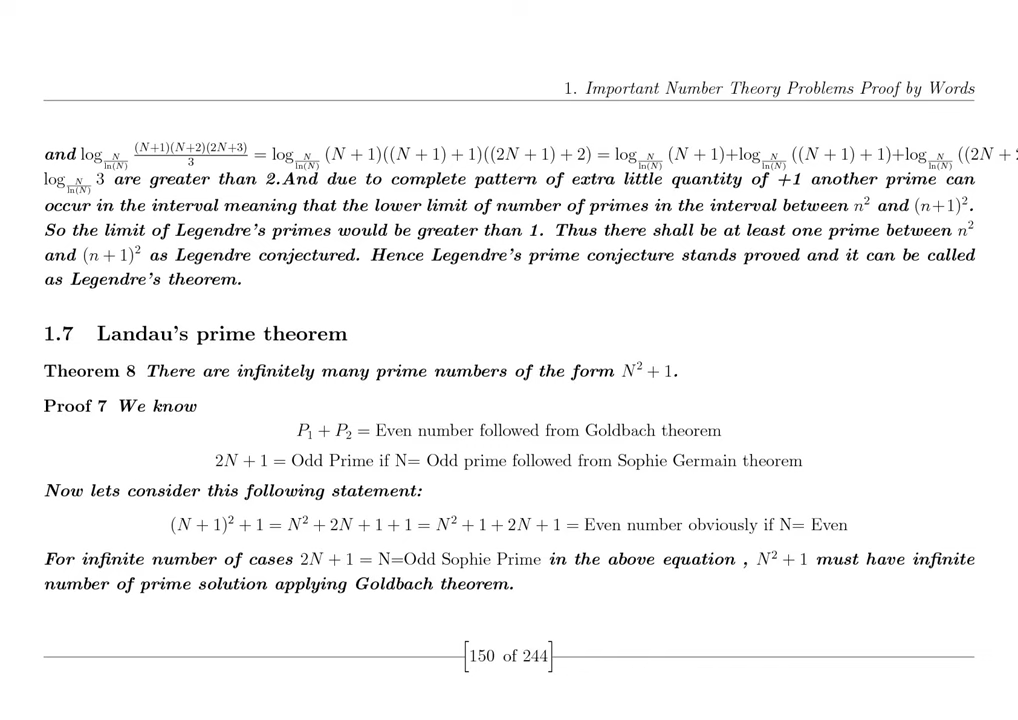 1. Important Number Theory Problems Proof by Words
and log_{N/ln(N)} (N+1)(N+2)(2N+3)/3 = log_{N/ln(N)} (N + 1)((N + 1) + 1)((2N + 1) + 2) = log_{N/ln(N)} (N + 1)+log_{N/ln(N)} ((N + 1) + 1)+log_{N/ln(N)} ((2N +
log_{N/ln(N)} 3 are greater than 2.And due to complete pattern of extra little quantity of +1 another prime can
occur in the interval meaning that the lower limit of number of primes in the interval between n² and (n+1)².
So the limit of Legendre's primes would be greater than 1. Thus there shall be at least one prime between n²
and (n + 1)² as Legendre conjectured. Hence Legendre's prime conjecture stands proved and it can be called
as Legendre's theorem.
1.7 Landau's prime theorem
Theorem 8 There are infinitely many prime numbers of the form N² + 1.
Proof 7 We know
P₁ + P₂ = Even number followed from Goldbach theorem
2N + 1 = Odd Prime if N= Odd prime followed from Sophie Germain theorem
Now lets consider this following statement:
(N + 1)² + 1 = N² + 2N + 1 + 1 = N² + 1 + 2N + 1 = Even number obviously if N= Even
For infinite number of cases 2N + 1 = N=Odd Sophie Prime in the above equation , N² + 1 must have infinite
number of prime solution applying Goldbach theorem.
150 of 244